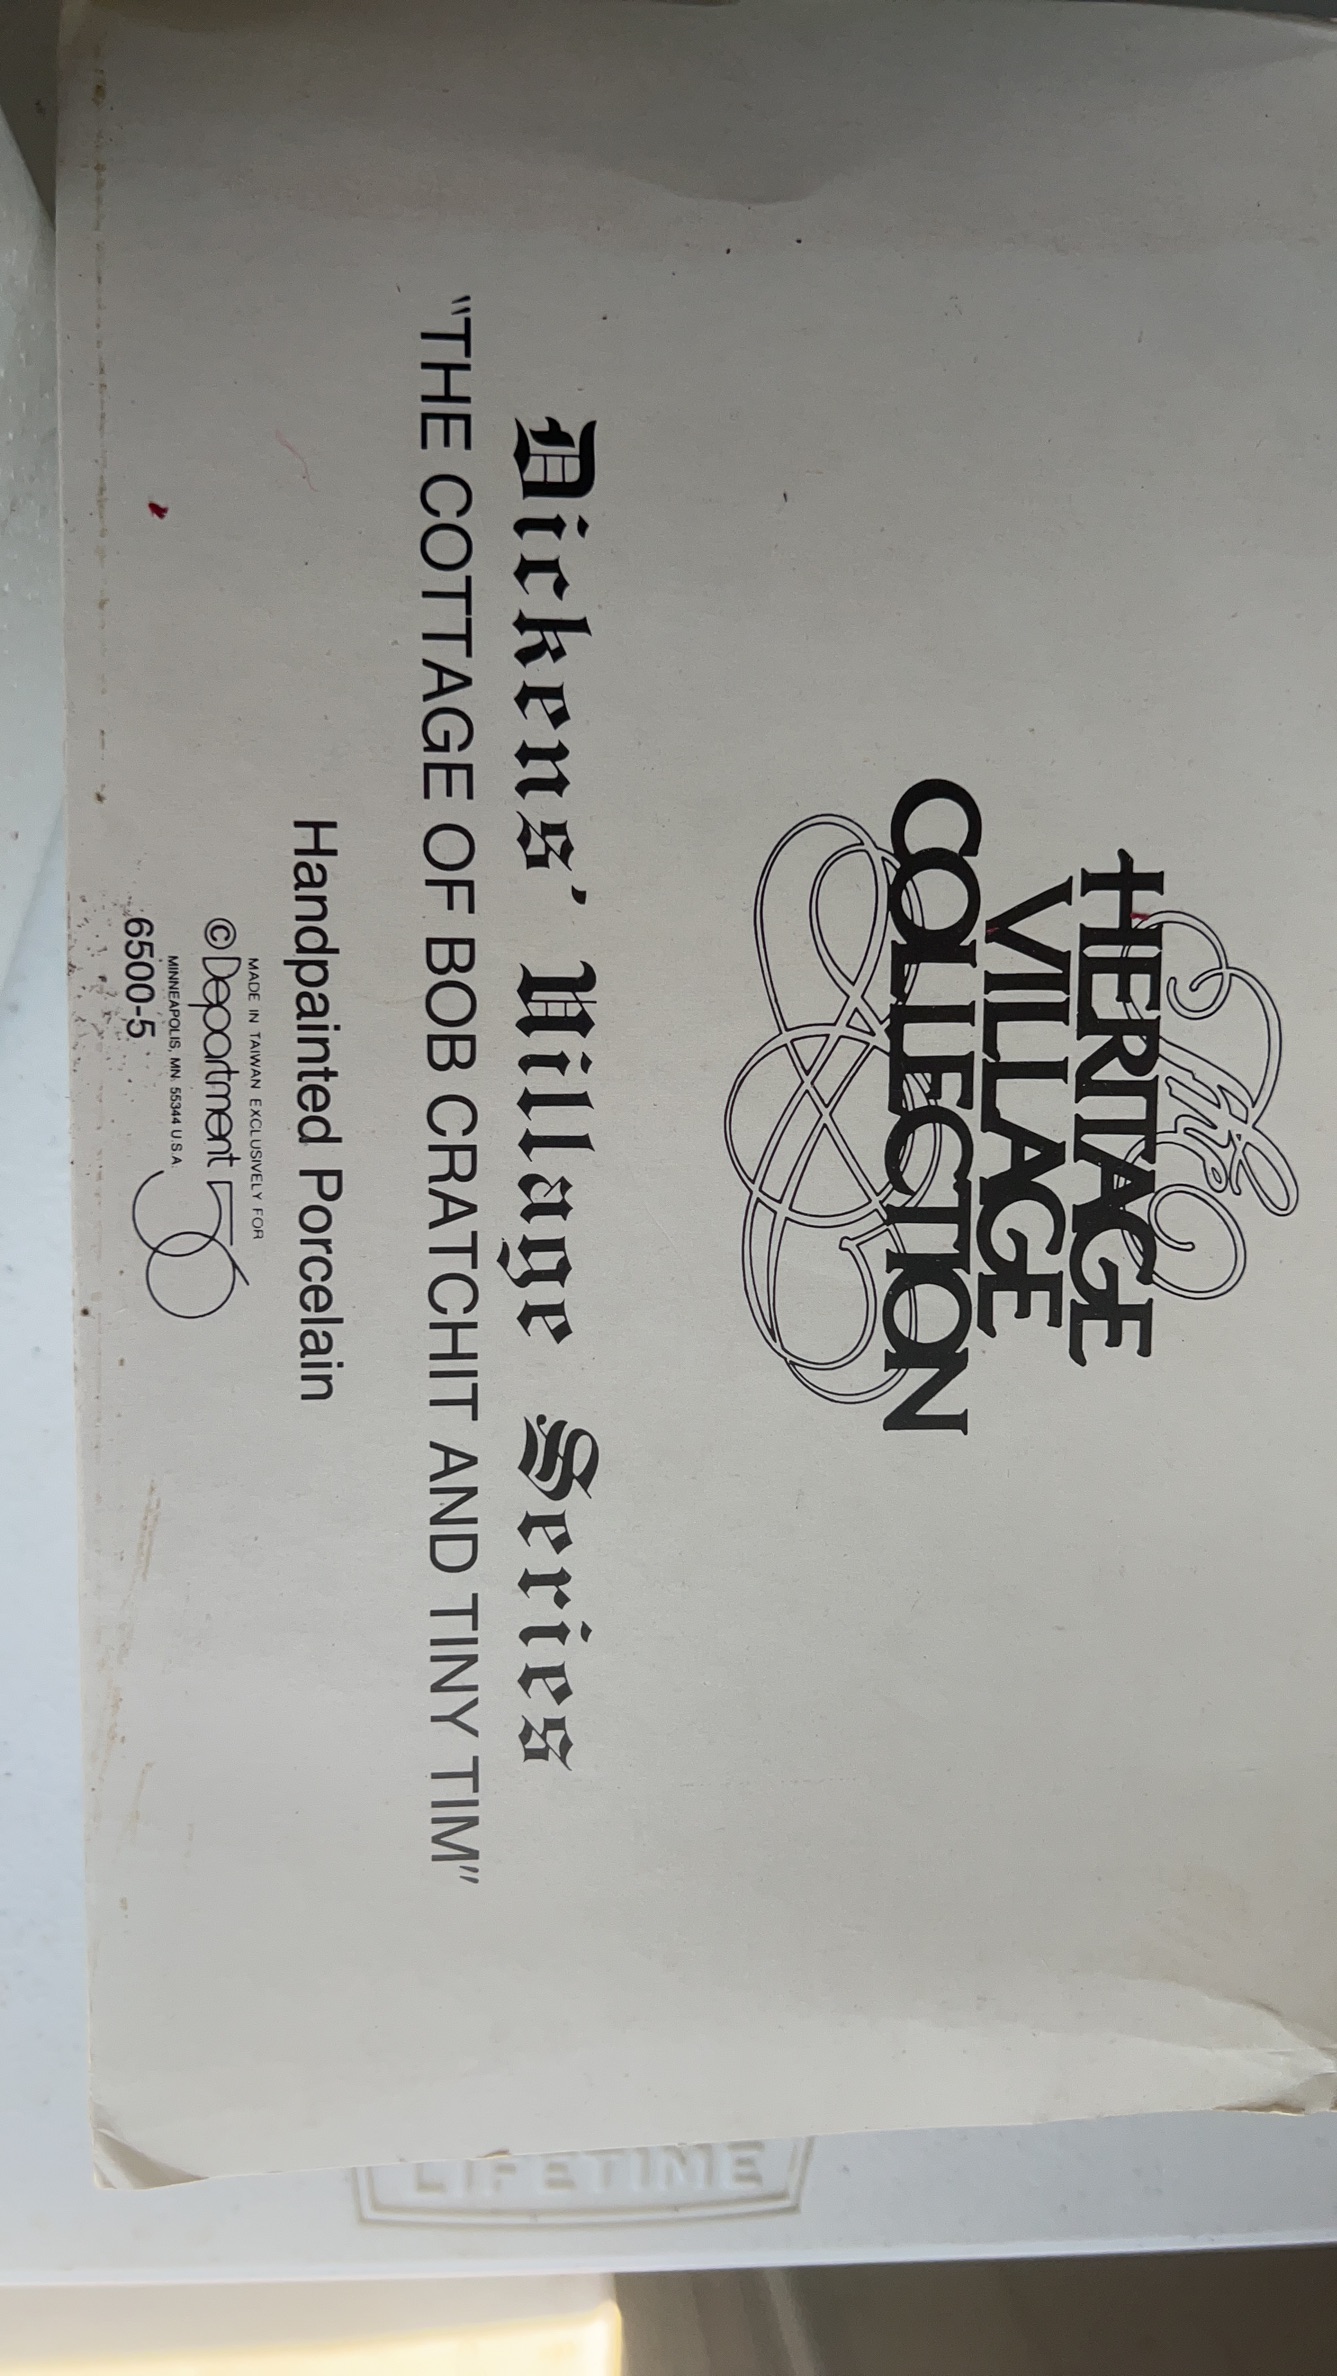 The
HERITAGE
VILLAGE
COLLECTION
Dickens' Village Series
"THE COTTAGE OF BOB CRATCHIT AND TINY TIM"
Handpainted Porcelain
MADE IN TAIWAN EXCLUSIVELY FOR
© Department 56
MINNEAPOLIS, MN. 55344 U.S.A.
6500-5
LIFETIME